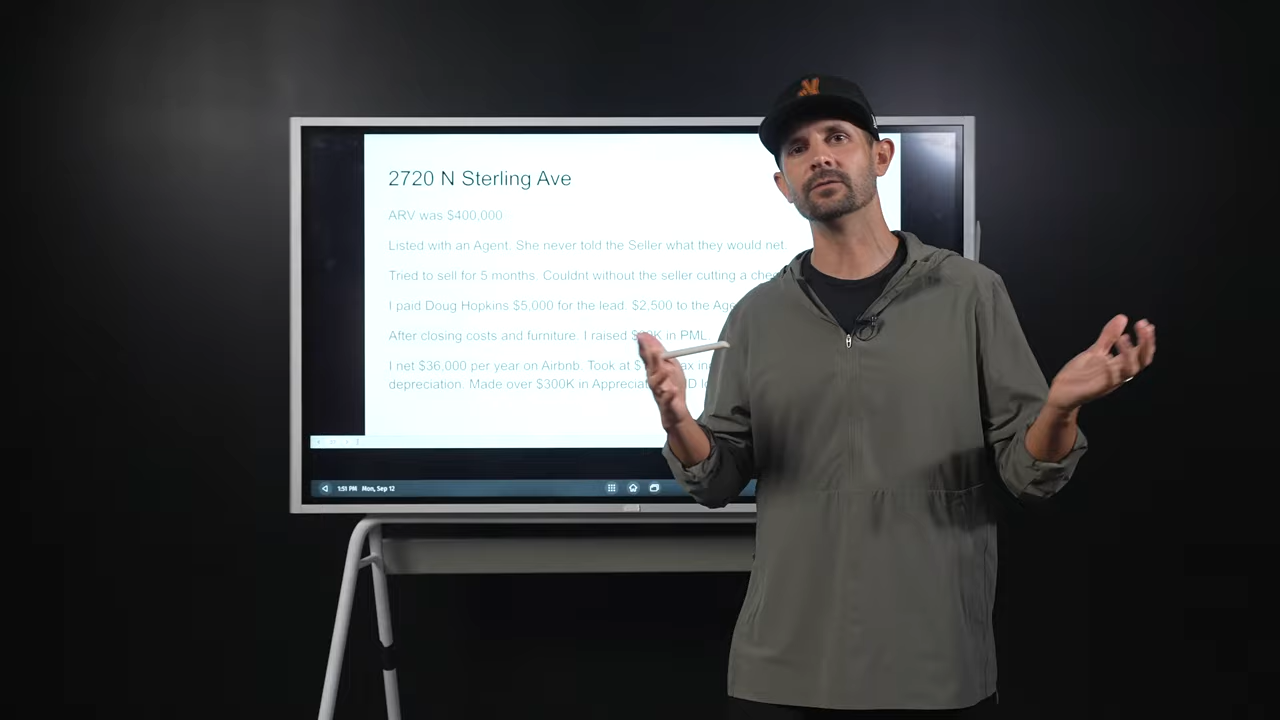 2720 N Sterling Ave
ARV was $400,000
Listed with an Agent. She never told the Seller what they would net.
Tried to sell for 5 months. Couldnt without the seller cutting a
I paid Doug Hopkins $5,000 for the lead. $2,500 to the
After closing costs and furniture. I raised in PML
I net $36,000 per year on Airbnb. Took at
depreciation. Made over $300K in
1:51 PM Mon, Sep 12